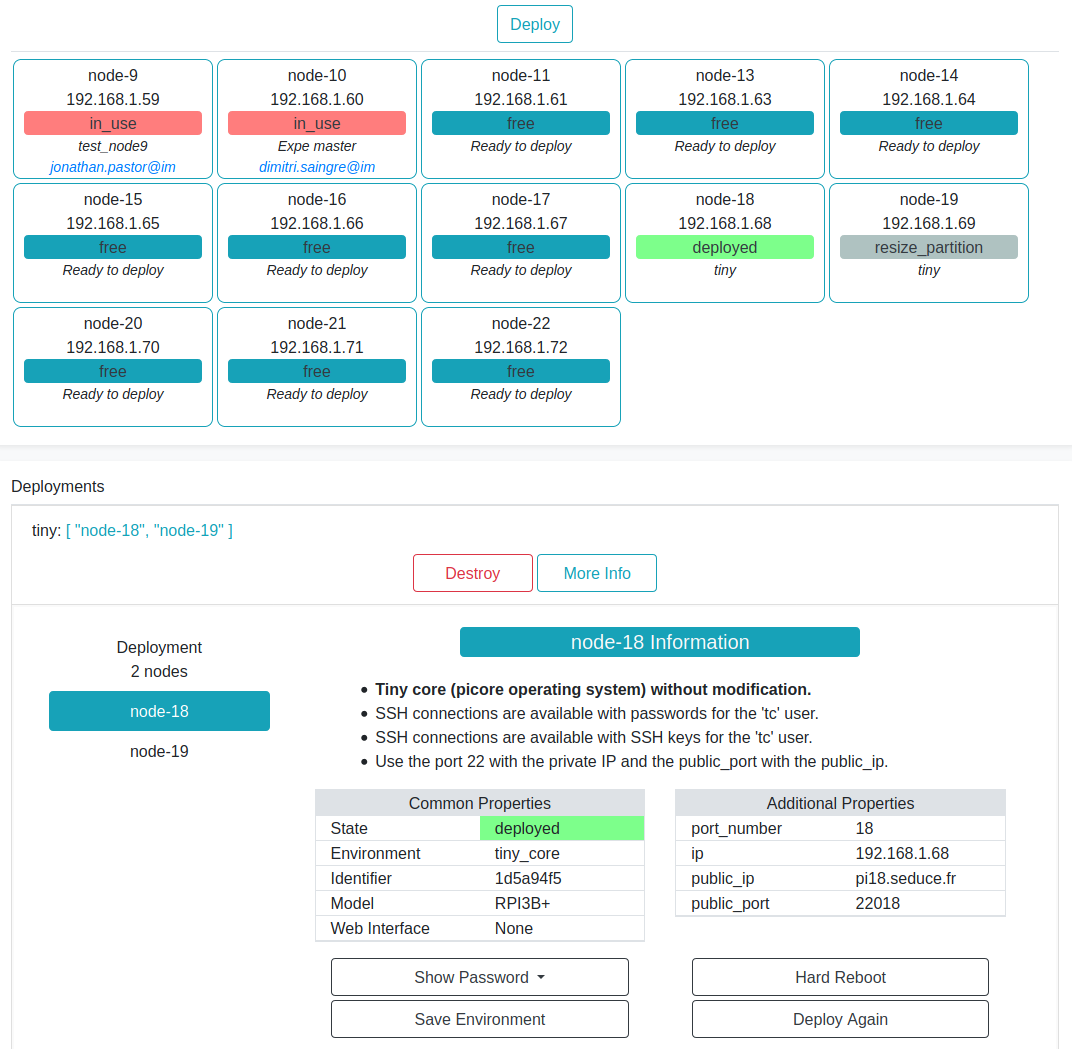 Deploy
node-9
192.168.1.59
in_use
test_node9
jonathan.pastor@im
node-10
192.168.1.60
in_use
Expe master
dimitri.saingre@im
node-11
192.168.1.61
free
Ready to deploy
node-13
192.168.1.63
free
Ready to deploy
node-14
192.168.1.64
free
Ready to deploy
node-15
192.168.1.65
free
Ready to deploy
node-16
192.168.1.66
free
Ready to deploy
node-17
192.168.1.67
free
Ready to deploy
node-18
192.168.1.68
deployed
tiny
node-19
192.168.1.69
resize_partition
tiny
node-20
192.168.1.70
free
Ready to deploy
node-21
192.168.1.71
free
Ready to deploy
node-22
192.168.1.72
free
Ready to deploy
Deployments
tiny: [ "node-18", "node-19" ]
Destroy
More Info
Deployment
2 nodes
node-18
node-19
node-18 Information
• Tiny core (picore operating system) without modification.
• SSH connections are available with passwords for the 'tc' user.
• SSH connections are available with SSH keys for the 'tc' user.
• Use the port 22 with the private IP and the public_port with the public_ip.
Common Properties
State deployed
Environment tiny_core
Identifier 1d5a94f5
Model RPI3B+
Web Interface None
Additional Properties
port_number 18
ip 192.168.1.68
public_ip pi18.seduce.fr
public_port 22018
Show Password
Hard Reboot
Save Environment
Deploy Again